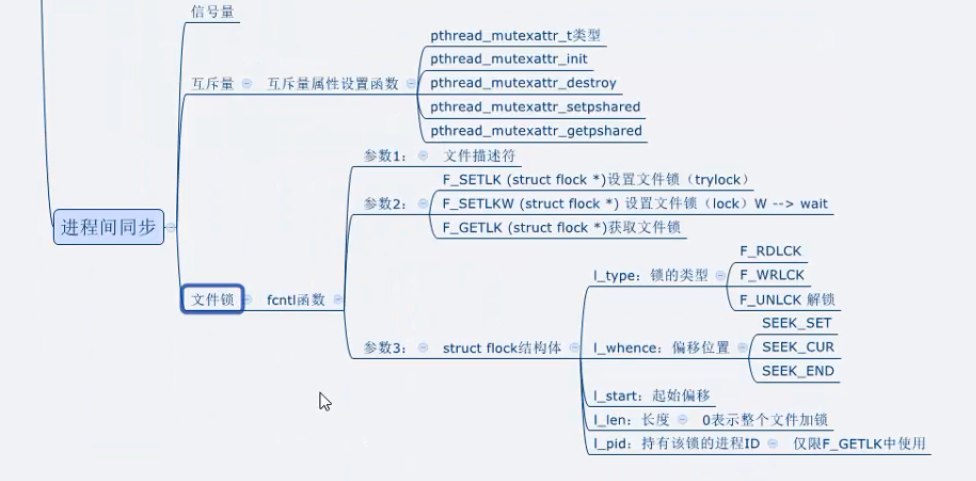 信号量
互斥量
互斥量属性设置函数
pthread_mutexattr_t类型
pthread_mutexattr_init
pthread_mutexattr_destroy
pthread_mutexattr_setpshared
pthread_mutexattr_getpshared
进程间同步
文件锁
fcntl函数
参数1：
文件描述符
参数2：
F_SETLK (struct flock *)设置文件锁（trylock）
F_SETLKW (struct flock *) 设置文件锁（lock）W --> wait
F_GETLK (struct flock *)获取文件锁
参数3：
struct flock结构体
l_type：锁的类型
F_RDLCK
F_WRLCK
F_UNLCK 解锁
l_whence：偏移位置
SEEK_SET
SEEK_CUR
SEEK_END
l_start：起始偏移
l_len：长度
0表示整个文件加锁
l_pid：持有该锁的进程ID
仅限F_GETLK中使用